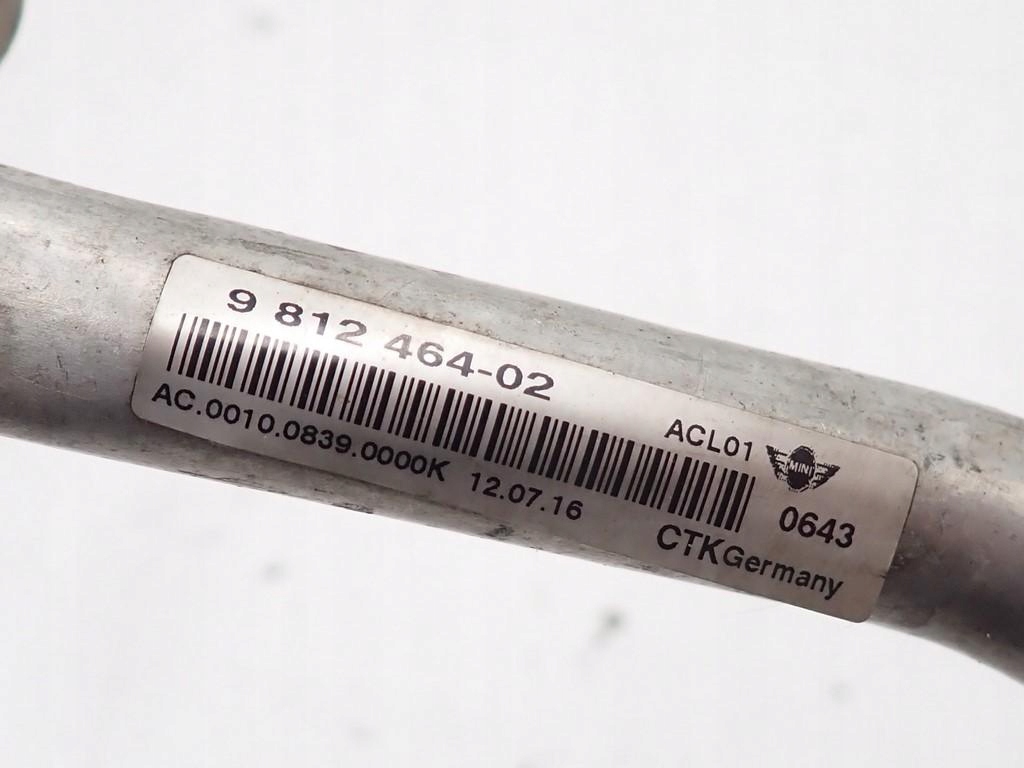 9 812 464-02
ACL01
MINI
AC.0010.0839.0000K 12.07.16
0643
CTKGermany